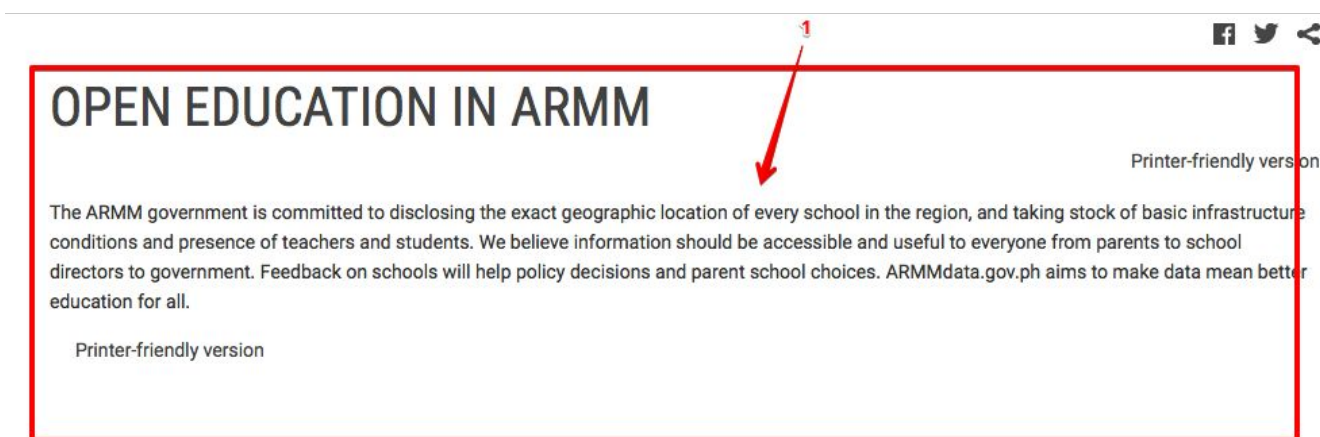 1
OPEN EDUCATION IN ARMM
Printer-friendly version
The ARMM government is committed to disclosing the exact geographic location of every school in the region, and taking stock of basic infrastructure
conditions and presence of teachers and students. We believe information should be accessible and useful to everyone from parents to school
directors to government. Feedback on schools will help policy decisions and parent school choices. ARMMdata.gov.ph aims to make data mean better
education for all.
Printer-friendly version